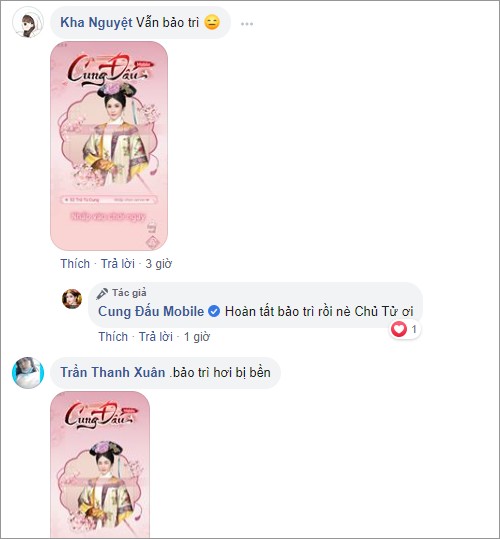 Kha Nguyệt Vẫn bảo trì
Cung Đấu
Mobile
Nhấp vào chơi ngay
Thích · Trả lời · 3 giờ
Tác giả
Cung Đấu Mobile Hoàn tất bảo trì rồi nè Chủ Tử ơi
1
Thích · Trả lời · 1 giờ
Trần Thanh Xuân .bảo trì hơi bị bền
Cung Đấu